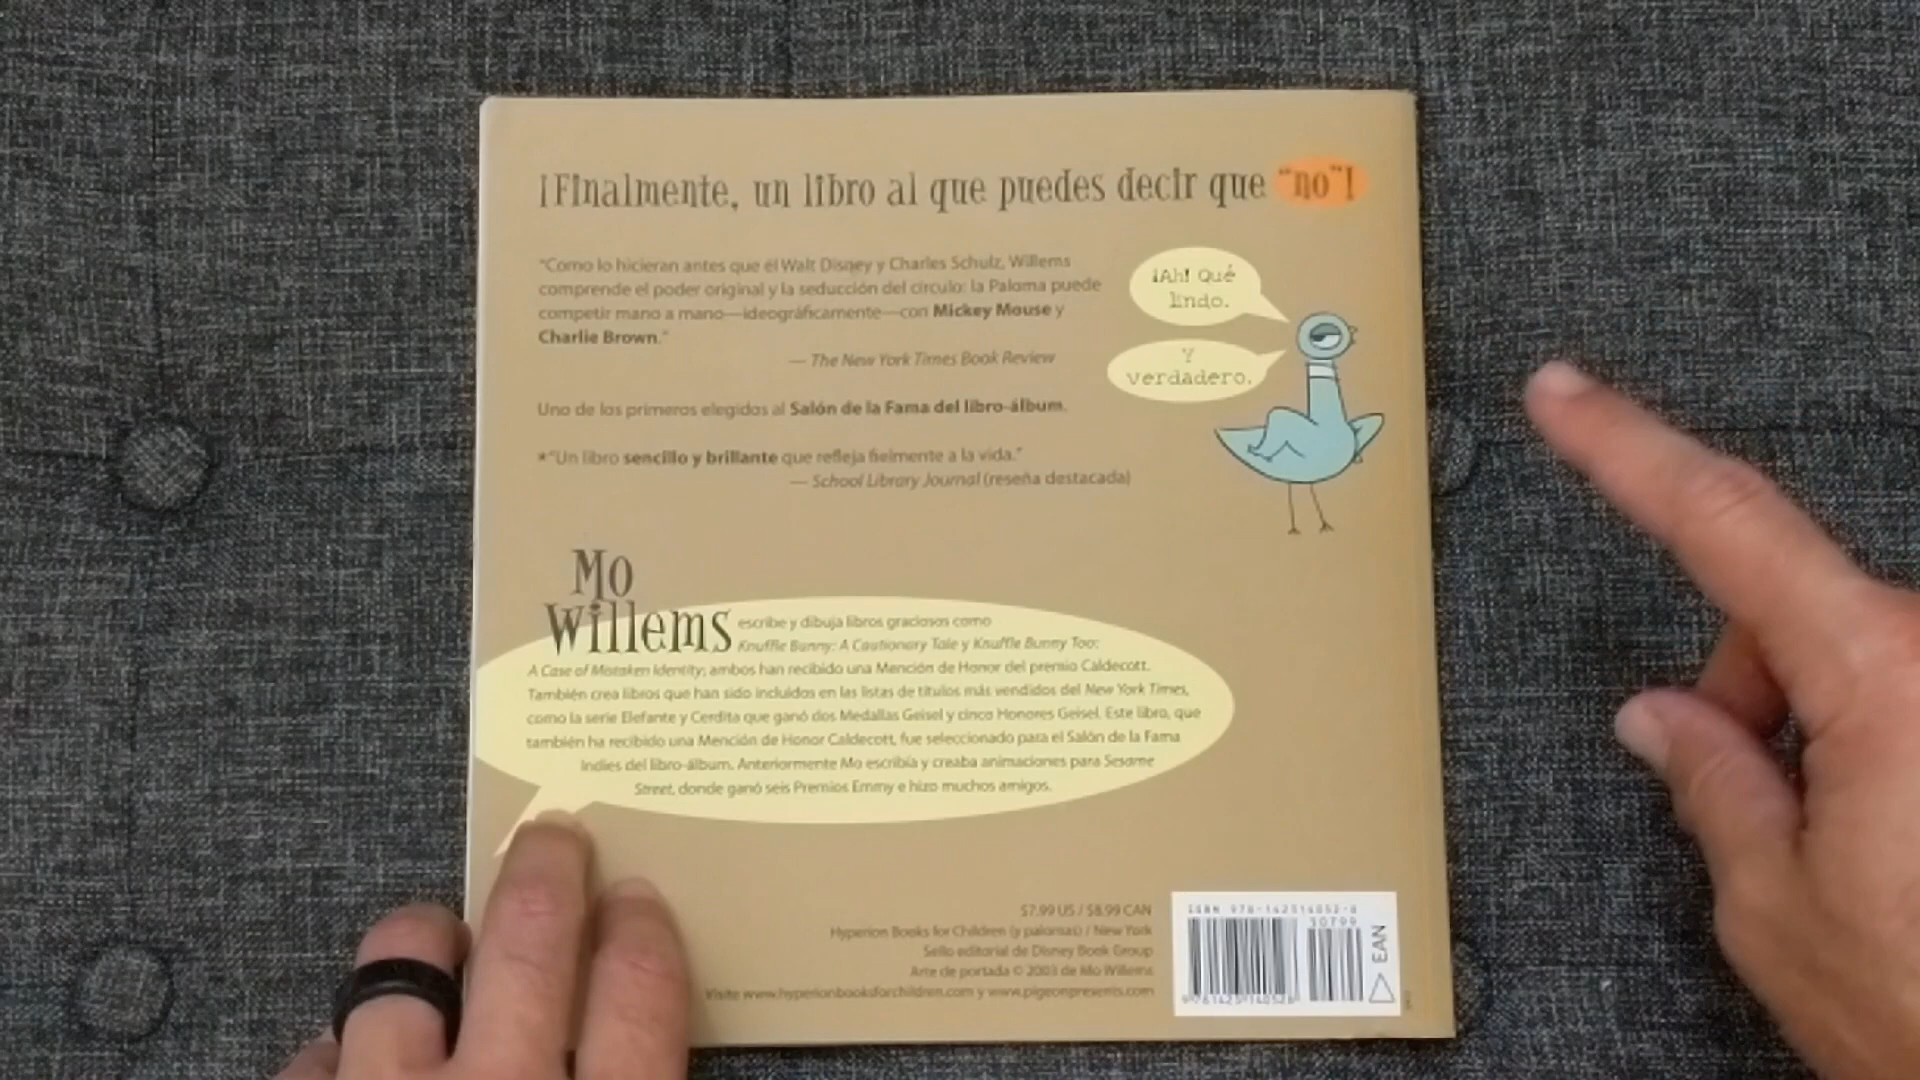 ¡Finalmente, un libro al que puedes decir que "no"!
"Como lo hicieran antes que él Walt Disney y Charles Schulz, Willems
comprende el poder original y la seducción del círculo: la Paloma puede
competir mano a mano—ideográficamente—con Mickey Mouse y
Charlie Brown."
— The New York Times Book Review
Uno de los primeros elegidos al Salón de la Fama del libro-álbum.
*"Un libro sencillo y brillante que refleja fielmente a la vida."
— School Library Journal (reseña destacada)
¡Ah! Qué
lindo.
Y
verdadero.
Mo
Willems escribe y dibuja libros graciosos como
Knuffle Bunny: A Cautionary Tale y Knuffle Bunny Too:
A Case of Mistaken Identity; ambos han recibido una Mención de Honor del premio Caldecott.
También crea libros que han sido incluidos en las listas de títulos más vendidos del New York Times,
como la serie Elefante y Cerdita que ganó dos Medallas Geisel y cinco Honores Geisel. Este libro, que
también ha recibido una Mención de Honor Caldecott, fue seleccionado para el Salón de la Fama
Indies del libro-álbum. Anteriormente Mo escribía y creaba animaciones para Sesame
Street, donde ganó seis Premios Emmy e hizo muchos amigos.
$7.99 US / $8.99 CAN
Hyperion Books for Children (y palomas) / New York
Sello editorial de Disney Book Group
Arte de portada © 2003 de Mo Willems
Visite www.hyperionbooksforchildren.com y www.pigeonpresents.com
ISBN
30799
EAN